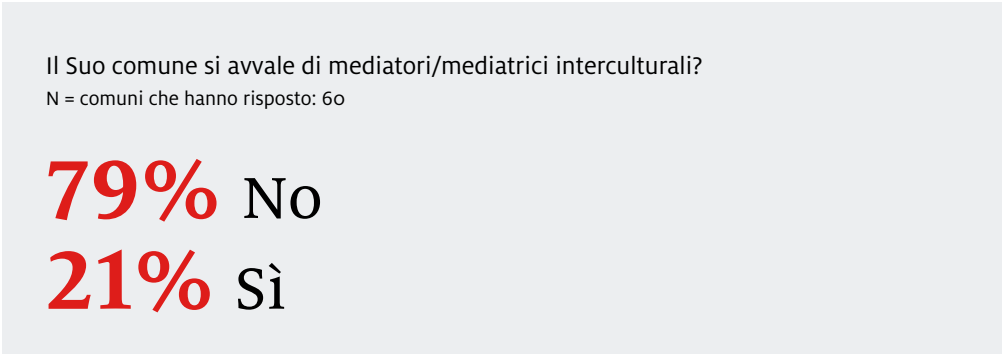 Il Suo comune si avvale di mediatori/mediatrici interculturali?
N = comuni che hanno risposto: 60
79% No
21% Sì